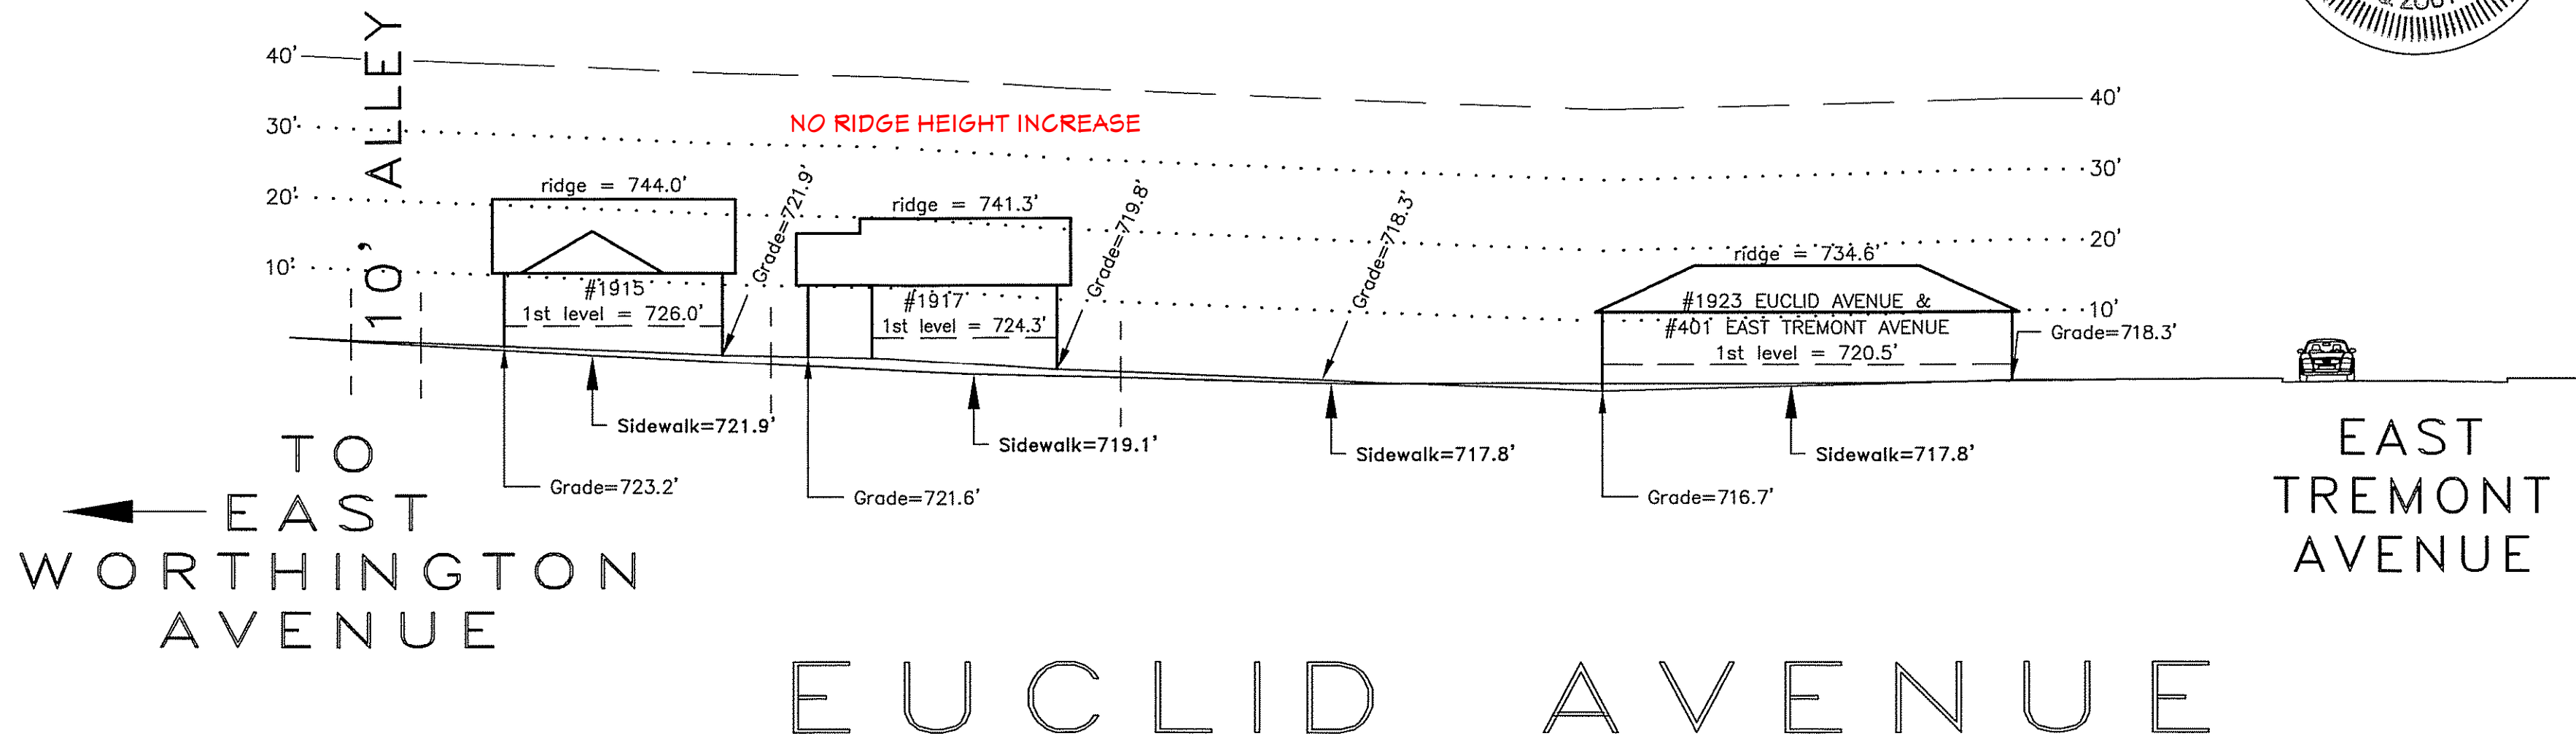 40'
30'
20'
10'
10' ALLEY
NO RIDGE HEIGHT INCREASE
40'
30'
20'
10'
ridge = 744.0'
#1915
1st level = 726.0'
Grade=721.9'
ridge = 741.3'
#1917
1st level = 724.3'
Grade=719.8'
Grade=718.3'
ridge = 734.6'
#1923 EUCLID AVENUE &
#401 EAST TREMONT AVENUE
1st level = 720.5'
Grade=718.3'
Sidewalk=721.9'
Sidewalk=719.1'
Sidewalk=717.8'
Sidewalk=717.8'
Grade=723.2'
Grade=721.6'
Grade=716.7'
TO
EAST
WORTHINGTON
AVENUE
EAST
TREMONT
AVENUE
EUCLID AVENUE